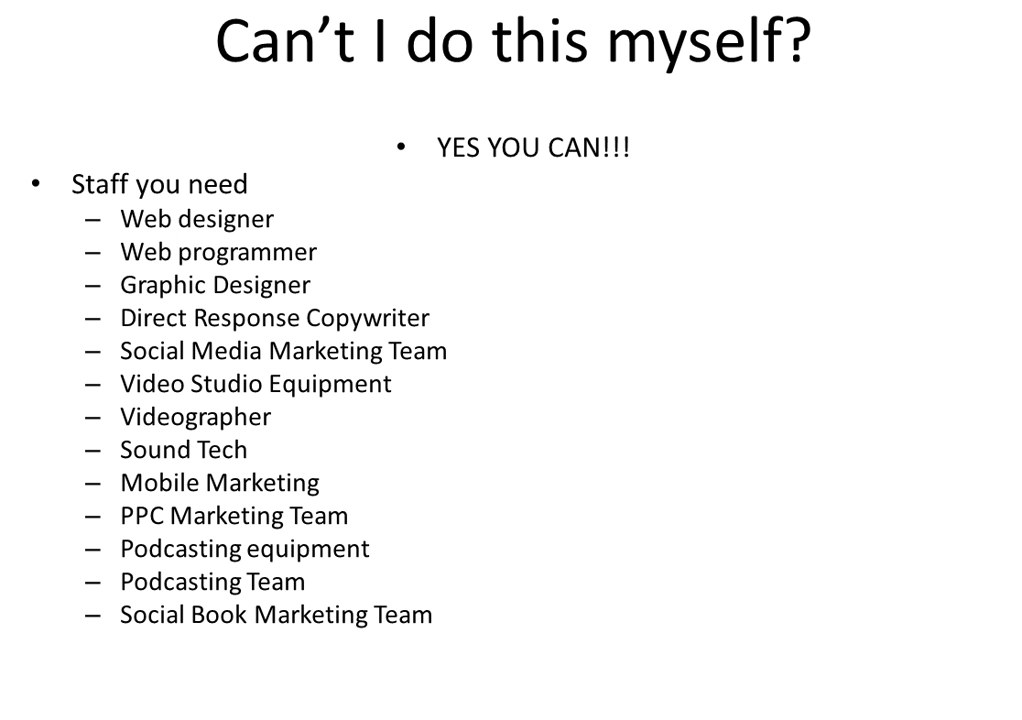 Can’t I do this myself?
• YES YOU CAN!!!
• Staff you need
– Web designer
– Web programmer
– Graphic Designer
– Direct Response Copywriter
– Social Media Marketing Team
– Video Studio Equipment
– Videographer
– Sound Tech
– Mobile Marketing
– PPC Marketing Team
– Podcasting equipment
– Podcasting Team
– Social Book Marketing Team